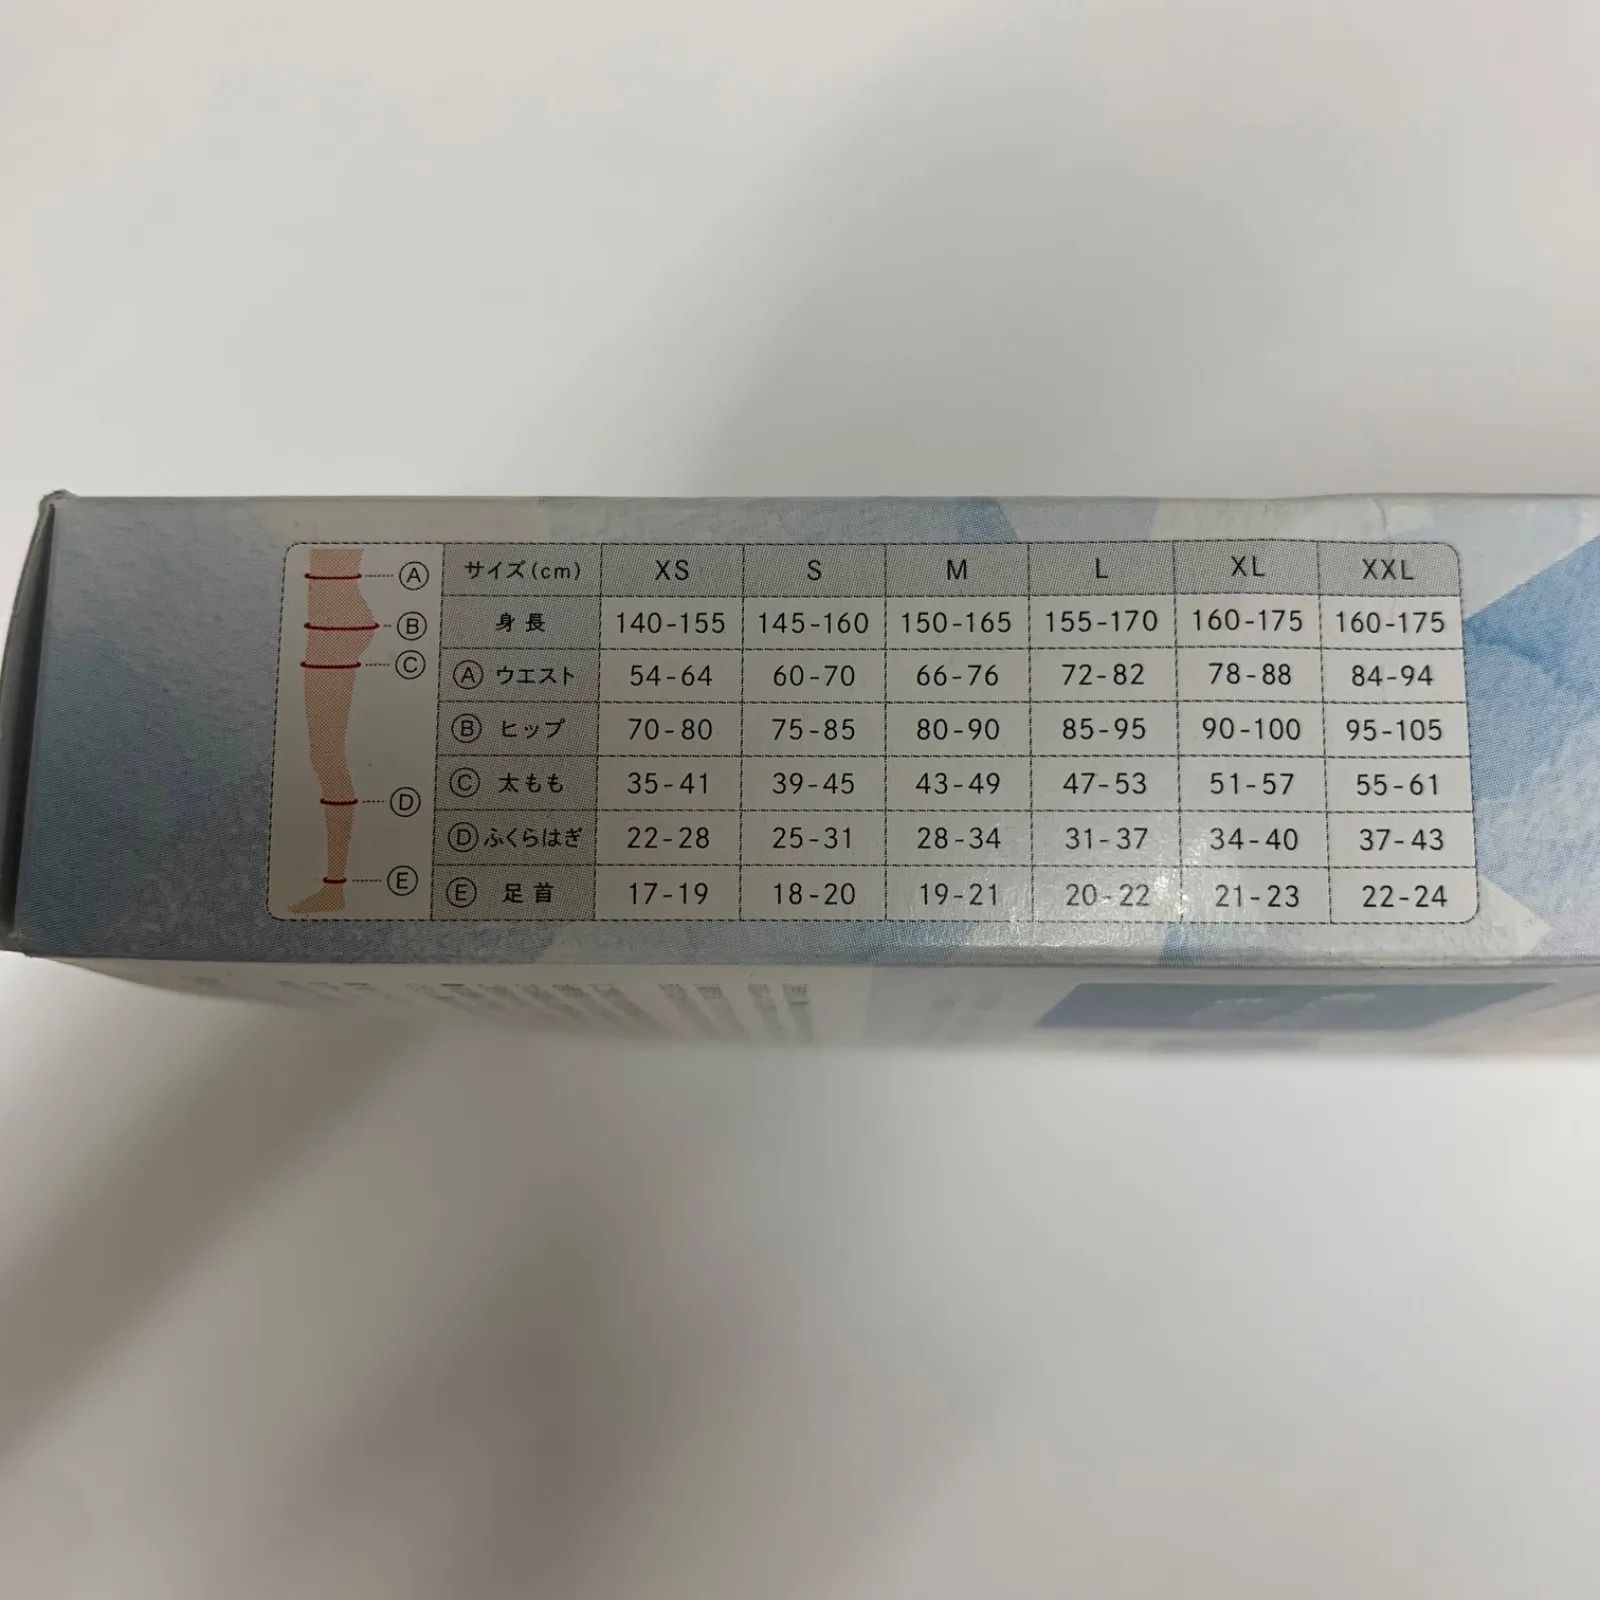 サイズ(cm) XS S M L XL XXL
身長 140-155 145-160 150-165 155-170 160-175 160-175
Ⓐ ウエスト 54-64 60-70 66-76 72-82 78-88 84-94
Ⓑ ヒップ 70-80 75-85 80-90 85-95 90-100 95-105
Ⓒ 太もも 35-41 39-45 43-49 47-53 51-57 55-61
Ⓓ ふくらはぎ 22-28 25-31 28-34 31-37 34-40 37-43
Ⓔ 足首 17-19 18-20 19-21 20-22 21-23 22-24
Ⓐ
Ⓑ
Ⓒ
Ⓓ
Ⓔ